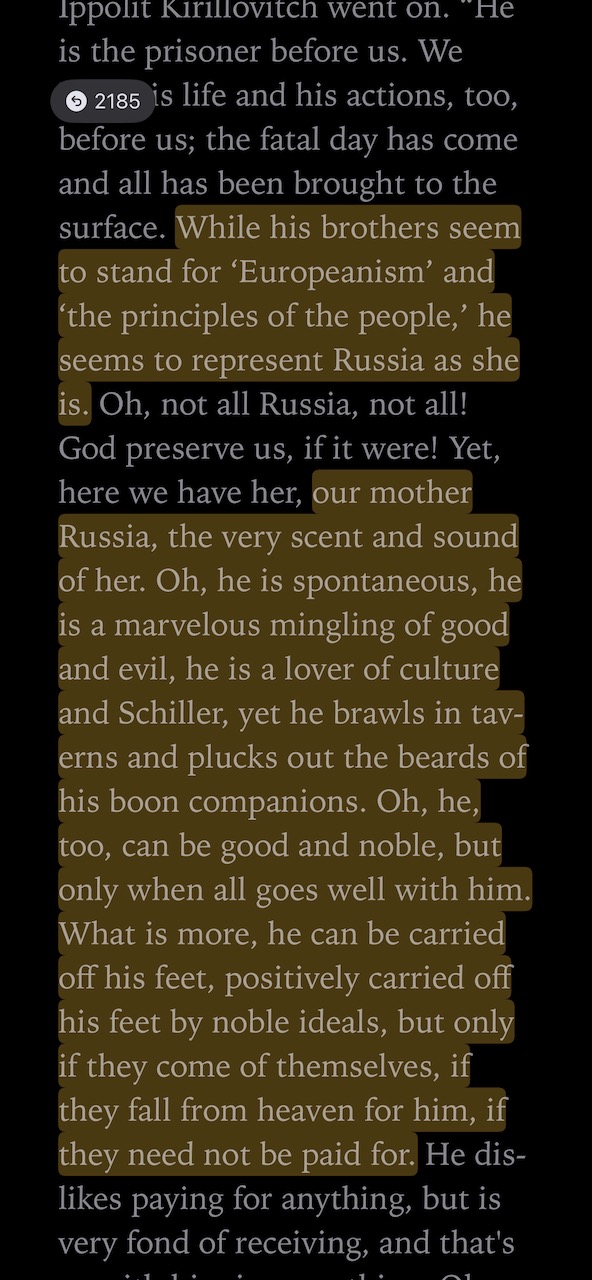 Ippolit Kirillovitch went on. “He
is the prisoner before us. We
2185 is life and his actions, too,
before us; the fatal day has come
and all has been brought to the
surface. While his brothers seem
to stand for ‘Europeanism’ and
‘the principles of the people,’ he
seems to represent Russia as she
is. Oh, not all Russia, not all!
God preserve us, if it were! Yet,
here we have her, our mother
Russia, the very scent and sound
of her. Oh, he is spontaneous, he
is a marvelous mingling of good
and evil, he is a lover of culture
and Schiller, yet he brawls in tav-
erns and plucks out the beards of
his boon companions. Oh, he,
too, can be good and noble, but
only when all goes well with him.
What is more, he can be carried
off his feet, positively carried off
his feet by noble ideals, but only
if they come of themselves, if
they fall from heaven for him, if
they need not be paid for. He dis-
likes paying for anything, but is
very fond of receiving, and that's